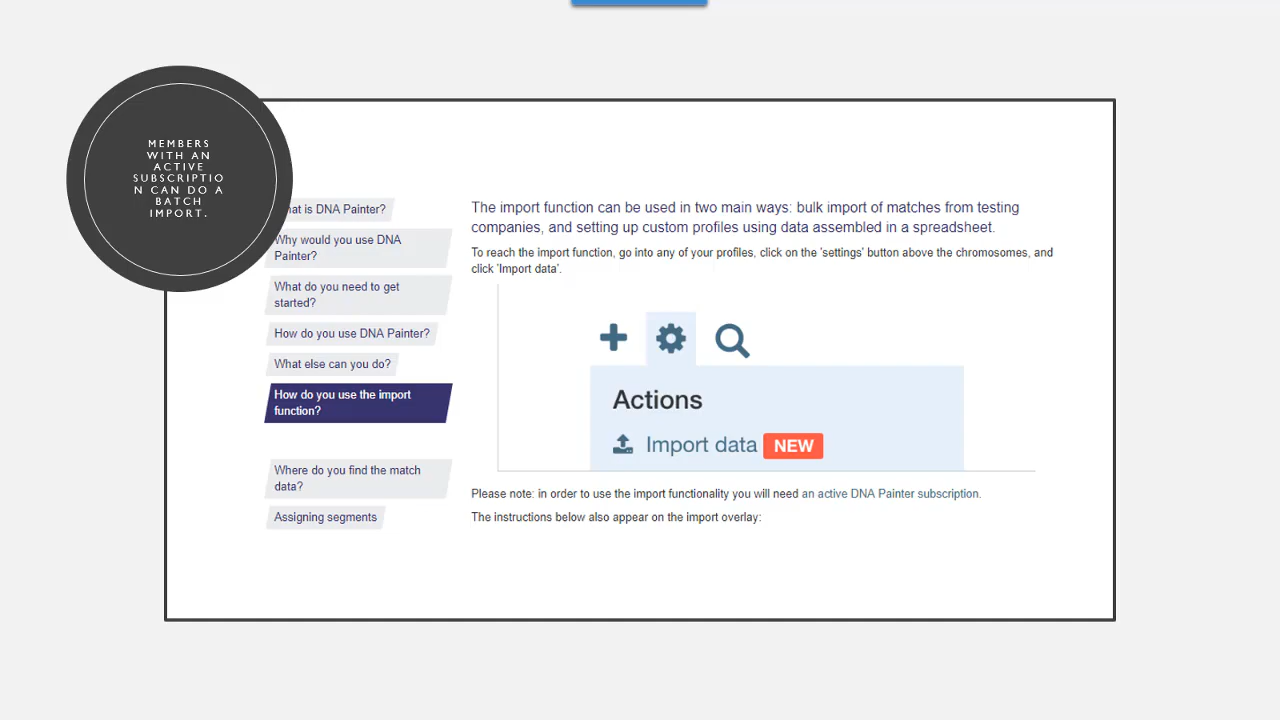 MEMBERS
WITH AN
ACTIVE
SUBSCRIPTIO
N CAN DO A
BATCH
IMPORT.
is DNA Painter?
Why would you use DNA
Painter?
What do you need to get
started?
How do you use DNA Painter?
What else can you do?
How do you use the import
function?
Where do you find the match
data?
Assigning segments
The import function can be used in two main ways: bulk import of matches from testing
companies, and setting up custom profiles using data assembled in a spreadsheet.
To reach the import function, go into any of your profiles, click on the 'settings' button above the chromosomes, and
click 'Import data'.
Actions
Import data NEW
Please note: in order to use the import functionality you will need an active DNA Painter subscription.
The instructions below also appear on the import overlay: